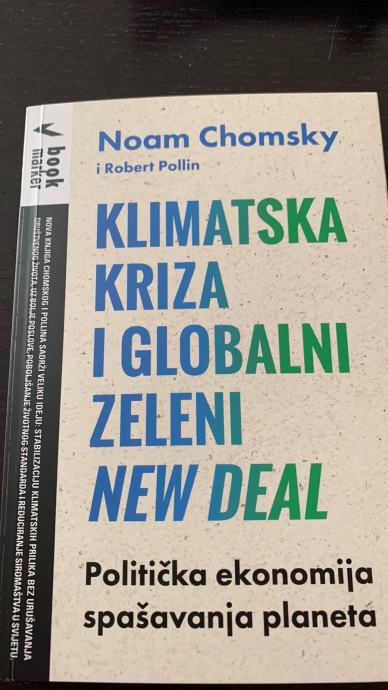 Noam Chomsky
i Robert Pollin
KLIMATSKA
KRIZA
I GLOBALNI
ZELENI
NEW DEAL
Politička ekonomija
spašavanja planeta
book
marker
NOVA KNJIGA CHOMSKOG I POLLINA SADRŽI VELIKU IDEJU: STABILIZACIJU KLIMATSKIH PRILIKA BEZ URUŠAVANJA
DRUŠTVENOG ŽIVOTA, UZ BOLJE POSLOVE, POBOLJŠANJE ŽIVOTNOG STANDARDA I REDUCIRANJE SIROMAŠTVA U SVIJETU.